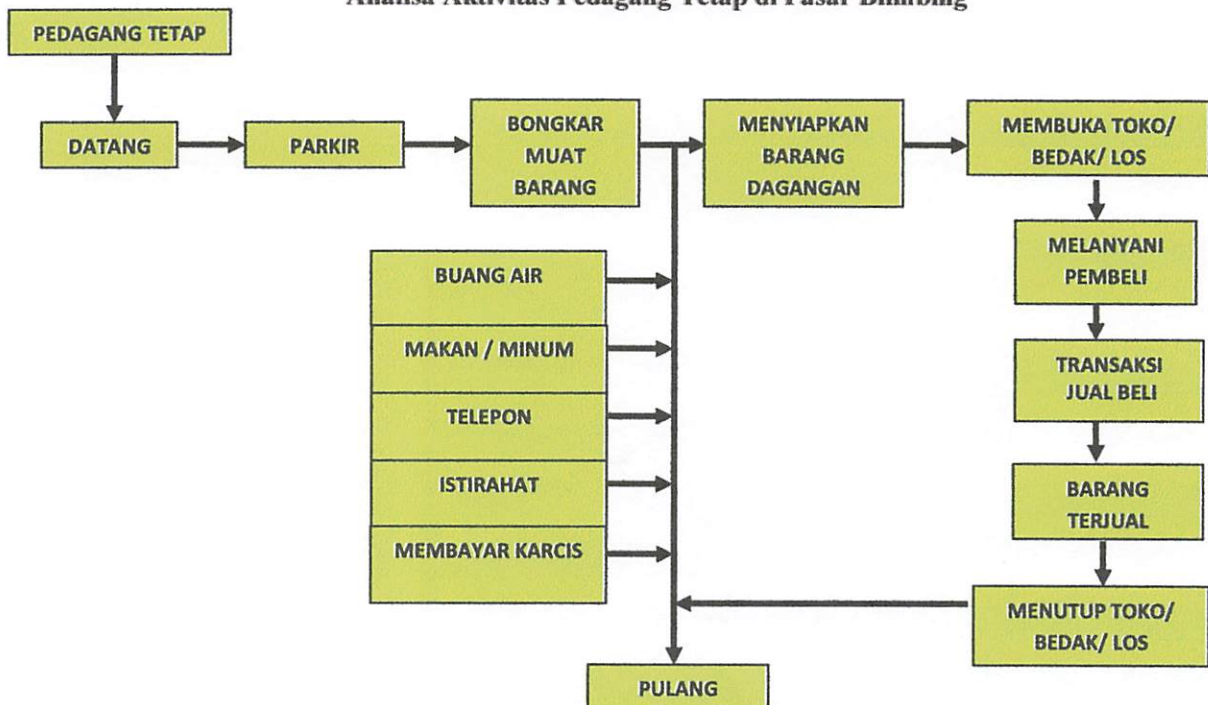 Analisa Aktivitas Pedagang Tetap di Pasar Dinoyo
PEDAGANG TETAP
DATANG
PARKIR
BONGKAR
MUAT
BARANG
MENYIAPKAN
BARANG
DAGANGAN
MEMBUKA TOKO/
BEDAK/ LOS
MELANYANI
PEMBELI
BUANG AIR
MAKAN / MINUM
TRANSAKSI
JUAL BELI
TELEPON
ISTIRAHAT
BARANG
TERJUAL
MEMBAYAR KARCIS
MENUTUP TOKO/
BEDAK/ LOS
PULANG